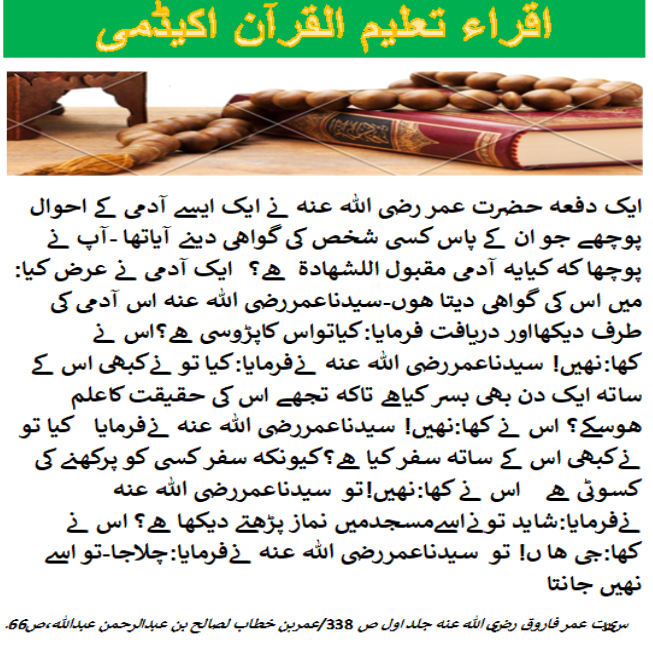 اقراء تعلیم القرآن اکیڈمی
ایک دفعہ حضرت عمر رضی اللہ عنہ نے ایک ایسے آدمی کے احوال
پوچھے جو ان کے پاس کسی شخص کی گواھی دینے آیاتھا -آپ نے
پوچھا کہ کیایہ آدمی مقبول اللشھادۃ ھے؟ ایک آدمی نے عرض کیا:
میں اس کی گواھی دیتا ھوں-سیدناعمررضی اللہ عنہ اس آدمی کی
طرف دیکھااور دریافت فرمایا:کیاتواس کاپڑوسی ھے؟اس نے
کہا:نھیں! سیدناعمررضی اللہ عنہ نےفرمایا:کیا تو نےکبھی اس کے
ساتھ ایک دن بھی بسر کیاھے تاکہ تجھے اس کی حقیقت کاعلم
ھوسکے؟ اس نے کہا:نھیں! سیدناعمررضی اللہ عنہ نےفرمایا کیا تو
نےکبھی اس کے ساتھ سفر کیا ھے؟کیونکہ سفر کسی کو پرکھنے کی
کسوٹی ھے اس نے کہا:نھیں!تو سیدناعمررضی اللہ عنہ
نےفرمایا:شاید تونےاسےمسجدمیں نماز پڑھتے دیکھا ھے؟ اس نے
کہا:جی ھا ں! تو سیدناعمررضی اللہ عنہ نےفرمایا:چلاجا-تو اسے
نھیں جانتا
سیرت عمر فاروق رضی اللہ عنہ جلد اول ص 338/عمربن خطاب لصالح بن عبدالرحمن عبداللہ،ص66.